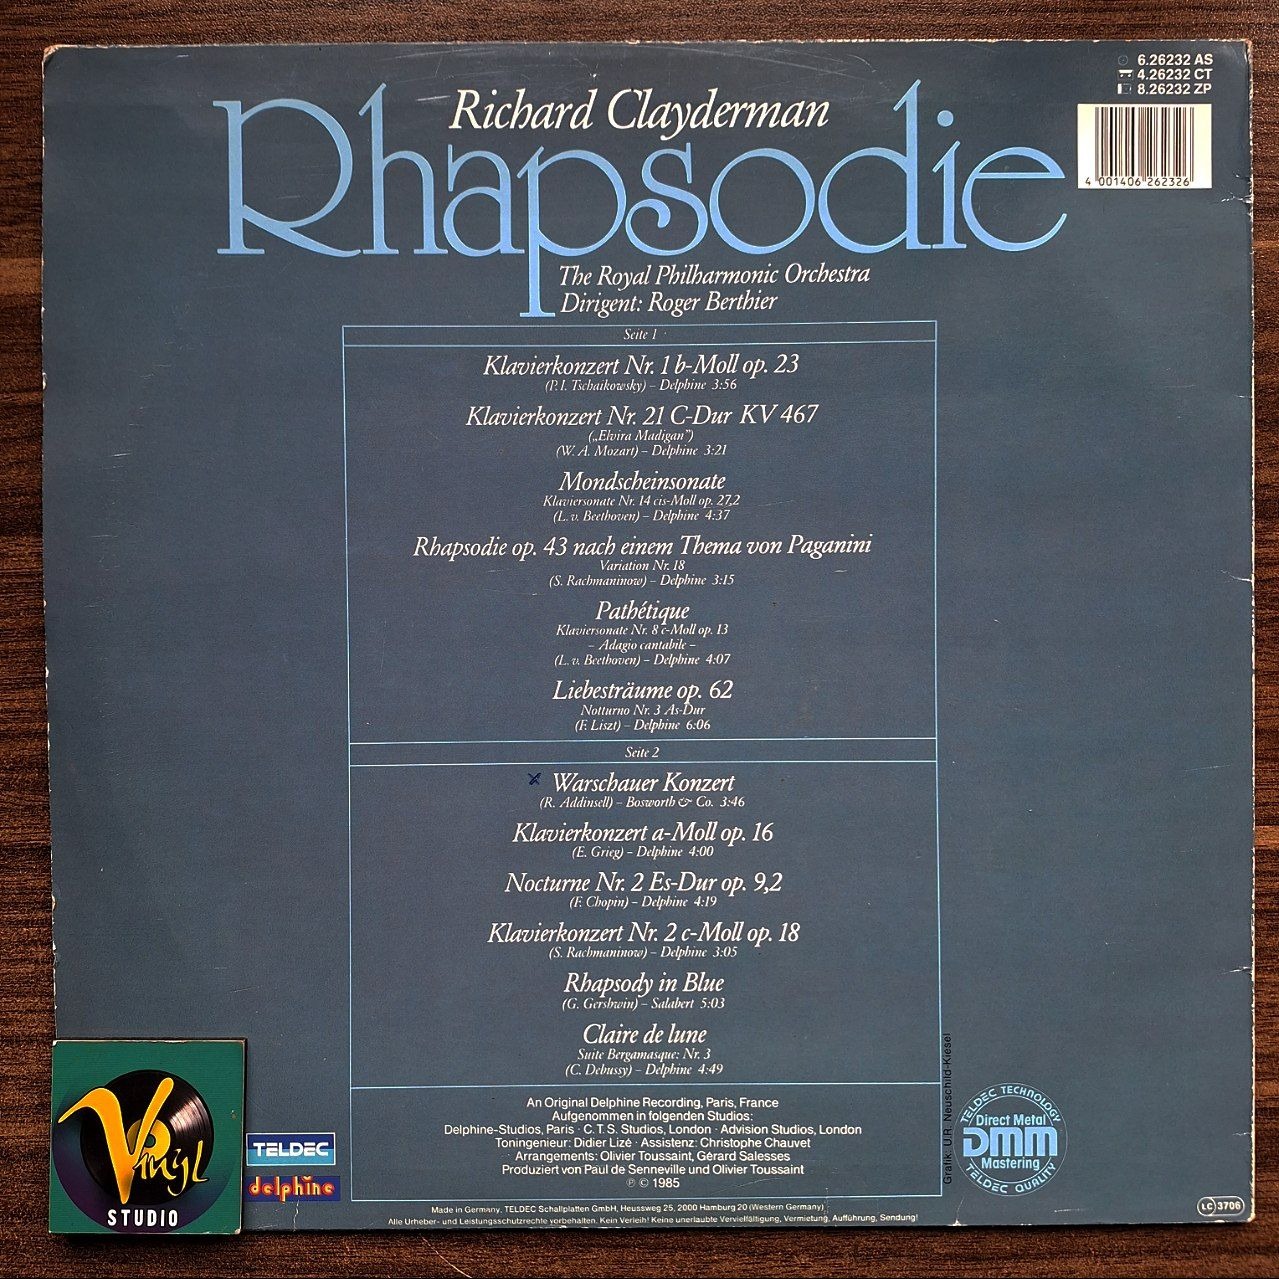 6.26232 AS
4.26232 CT
8.26232 ZP
4 001406 262326
Richard Clayderman
Rhapsodie
The Royal Philharmonic Orchestra
Dirigent: Roger Berthier
Seite 1
Klavierkonzert Nr. 1 b-Moll op. 23
(P. I. Tschaikowsky) – Delphine 3:56
Klavierkonzert Nr. 21 C-Dur KV 467
(„Elvira Madigan”)
(W. A. Mozart) – Delphine 3:21
Mondscheinsonate
Klaviersonate Nr. 14 cis-Moll op. 27,2
(L. v. Beethoven) – Delphine 4:37
Rhapsodie op. 43 nach einem Thema von Paganini
Variation Nr. 18
(S. Rachmaninow) – Delphine 3:15
Pathétique
Klaviersonate Nr. 8 c-Moll op. 13
– Adagio cantabile –
(L. v. Beethoven) – Delphine 4:07
Liebesträume op. 62
Notturno Nr. 3 As-Dur
(F. Liszt) – Delphine 6:06
Seite 2
Warschauer Konzert
(R. Addinsell) – Bosworth & Co. 3:46
Klavierkonzert a-Moll op. 16
(E. Grieg) – Delphine 4:00
Nocturne Nr. 2 Es-Dur op. 9,2
(F. Chopin) – Delphine 4:19
Klavierkonzert Nr. 2 c-Moll op. 18
(S. Rachmaninow) – Delphine 3:05
Rhapsody in Blue
(G. Gershwin) – Salabert 5:03
Claire de lune
Suite Bergamasque: Nr. 3
(C. Debussy) – Delphine 4:49
An Original Delphine Recording, Paris, France
Aufgenommen in folgenden Studios:
Delphine-Studios, Paris · C.T.S. Studios, London · Advision Studios, London
Toningenieur: Didier Lizé · Assistenz: Christophe Chauvet
Arrangements: Olivier Toussaint, Gérard Salesses
Produziert von Paul de Senneville und Olivier Toussaint
℗ © 1985
Made in Germany. TELDEC Schallplatten GmbH, Heussweg 25, 2000 Hamburg 20 (Western Germany)
Alle Urheber- und Leistungsschutzrechte vorbehalten. Kein Verleih! Keine unerlaubte Vervielfältigung, Vermietung, Aufführung, Sendung!
Grafik: U.R. Neuschild-Kiesel
TELDEC TECHNOLOGY
Direct Metal
DMM
Mastering
TELDEC QUALITY
LC 3706
TELDEC
delphine
Vinyl
STUDIO